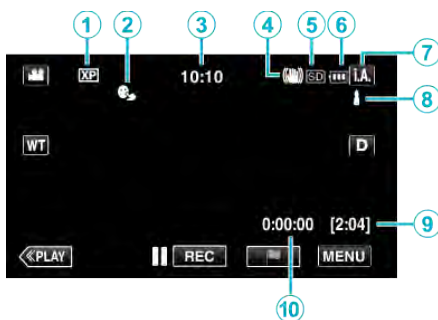 1 2 3 4 5 6 7
XP 10:10 SD I.A.
8
WT D
0:00:00 [2:04] 9
≪PLAY REC MENU
10